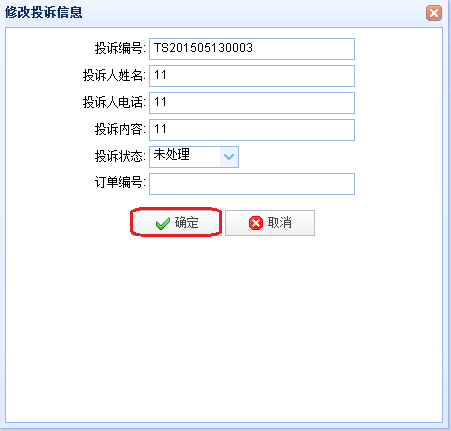 修改投诉信息
投诉编号: TS201505130003
投诉人姓名: 11
投诉人电话: 11
投诉内容: 11
投诉状态: 未处理
订单编号:
确定 取消